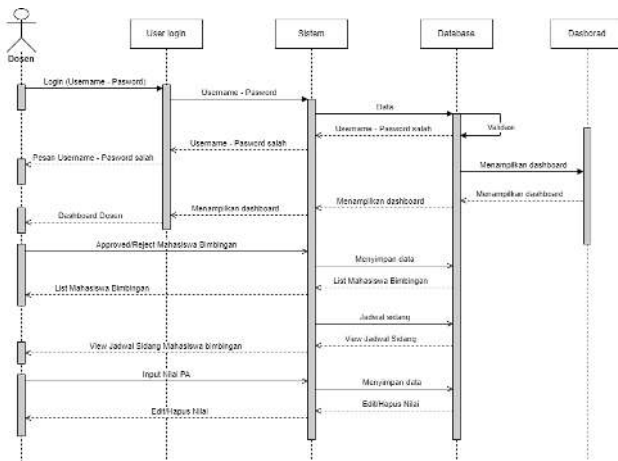 User login
Sistem
Database
Dasborad
Dosen
Login (Username - Pasword)
Username - Pasword
Data
Validasi
Username - Pasword salah
Username - Pasword salah
Pesan Username - Pasword salah
Menampilkan dashboard
Menampilkan dashboard
Menampilkan dashboard
Menampilkan dashboard
Dashboard Dosen
Approved/Reject Mahasiswa Bimbingan
Menyimpan data
List Mahasiswa Bimbingan
List Mahasiswa Bimbingan
Jadwal sidang
View Jadwal Sidang
View Jadwal Sidang Mahasiswa bimbingan
Input Nilai PA
Menyimpan data
Edit/Hapus Nilai
Edit/Hapus Nilai